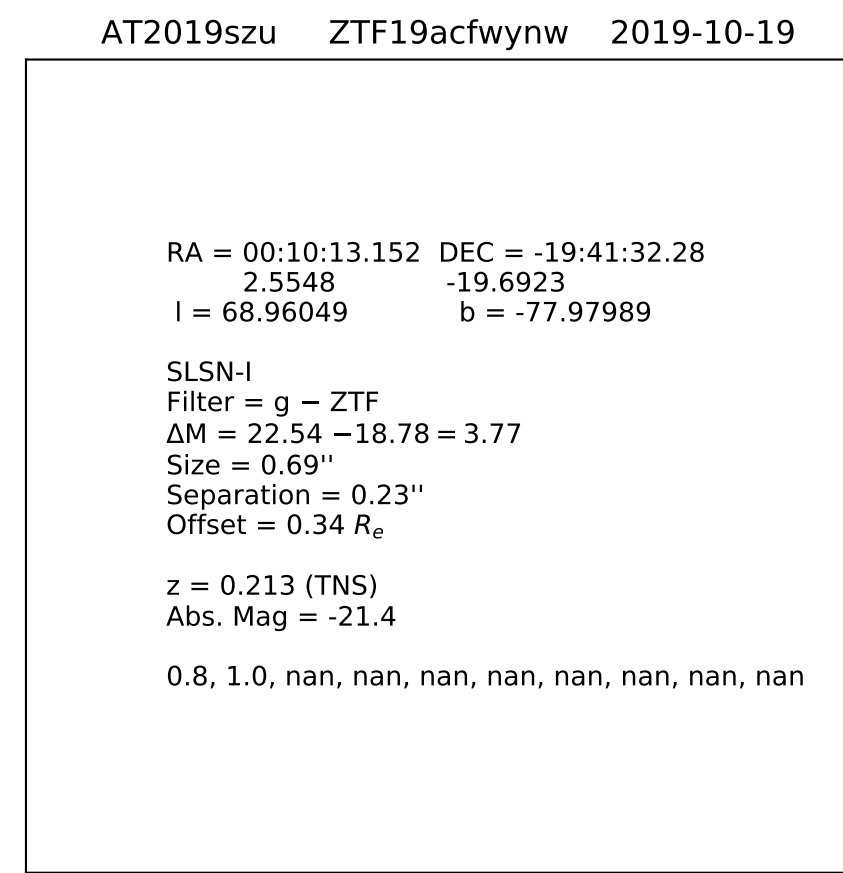 AT2019szu ZTF19acfwynw 2019-10-19
RA = 00:10:13.152 DEC = -19:41:32.28
2.5548 -19.6923
l = 68.96049 b = -77.97989
SLSN-I
Filter = g − ZTF
ΔM = 22.54 −18.78 = 3.77
Size = 0.69''
Separation = 0.23''
Offset = 0.34 Re
z = 0.213 (TNS)
Abs. Mag = -21.4
0.8, 1.0, nan, nan, nan, nan, nan, nan, nan, nan